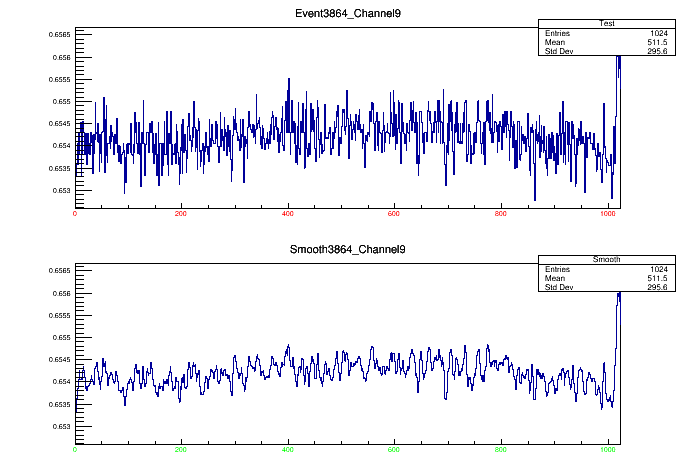 Event3864_Channel9
Test
Entries 1024
Mean 511.5
Std Dev 295.6
0.6565
0.656
0.6555
0.655
0.6545
0.654
0.6535
0.653
0 200 400 600 800 1000
Smooth3864_Channel9
Smooth
Entries 1024
Mean 511.5
Std Dev 295.6
0.6565
0.656
0.6555
0.655
0.6545
0.654
0.6535
0.653
0 200 400 600 800 1000